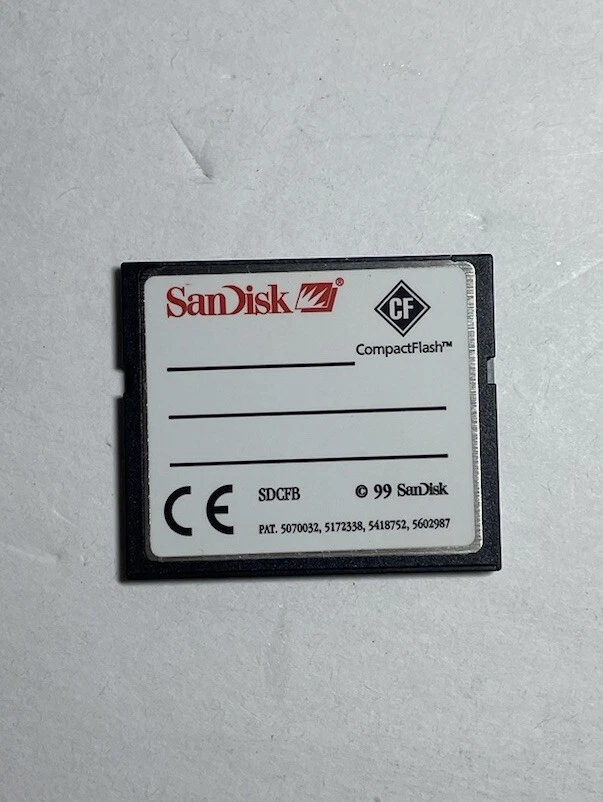 SanDisk®
CF
CompactFlash™
CE SDCFB © 99 SanDisk
PAT. 5070032, 5172338, 5418752, 5602987